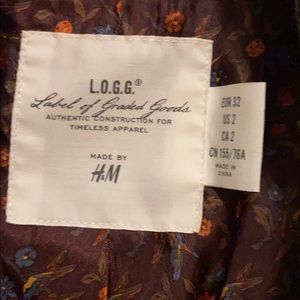 L.O.G.G.®
Label of Graded Goods
AUTHENTIC CONSTRUCTION FOR
TIMELESS APPAREL
MADE BY
H&M
EUR 32
US 2
CA 2
CN 155/76A
MADE IN
CHINA